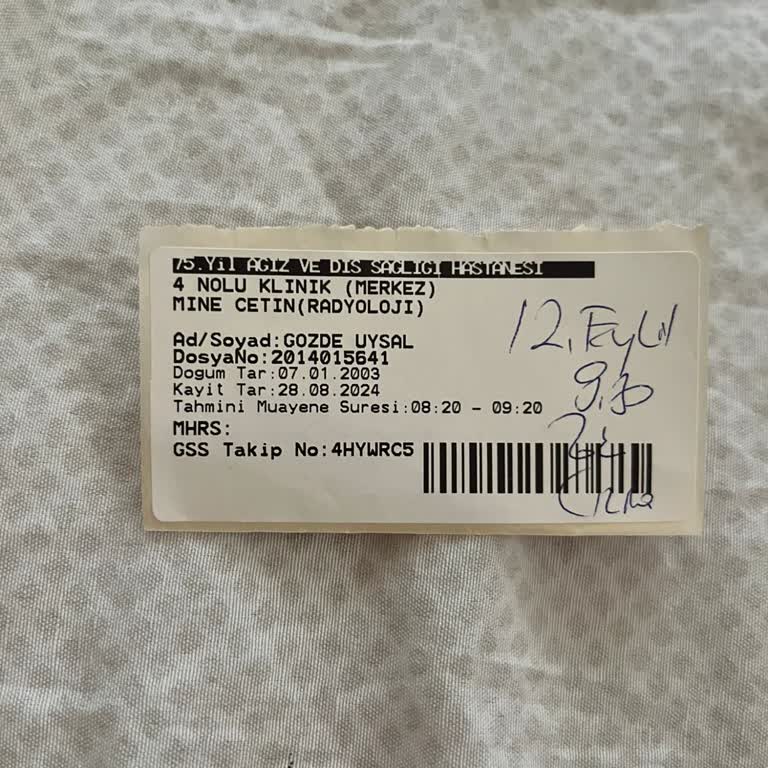 75.Yil AGIZ VE DIS SAGLIGI HASTANESI
4 NOLU KLINIK (MERKEZ)
MINE CETIN(RADYOLOJI)
Ad/Soyad:GOZDE UYSAL
DosyaNo:2014015641
Dogum Tar:07.01.2003
Kayit Tar:28.08.2024
Tahmini Muayene Suresi:08:20 - 09:20
MHRS:
GSS Takip No:4HYWRC5
12. Eylül
9.30